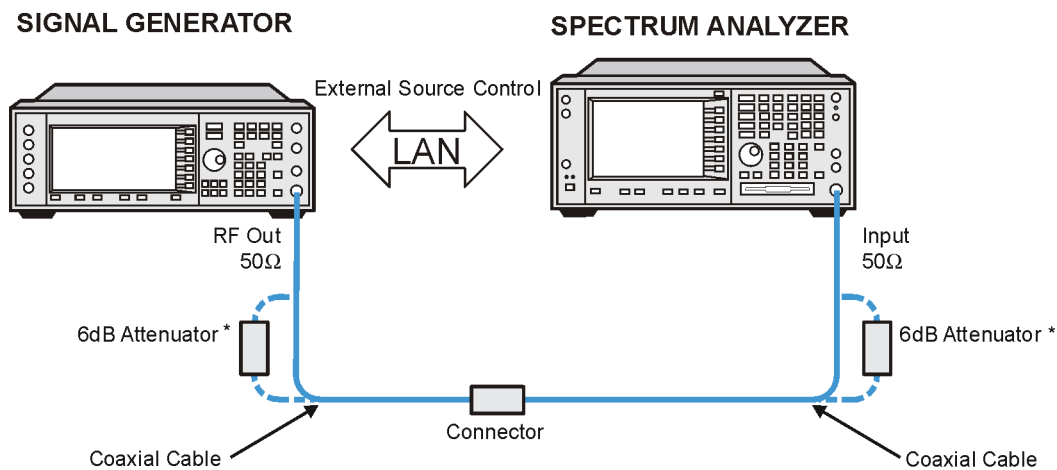 SIGNAL GENERATOR
SPECTRUM ANALYZER
External Source Control
LAN
RF Out
50Ω
Input
50Ω
6dB Attenuator *
6dB Attenuator *
Connector
Coaxial Cable
Coaxial Cable